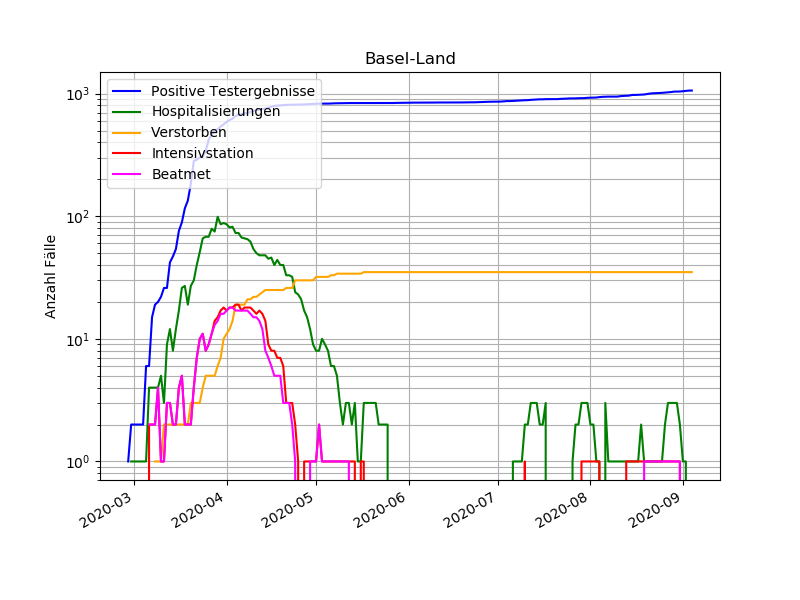 Basel-Land
Positive Testergebnisse
Hospitalisierungen
Verstorben
Intensivstation
Beatmet
Anzahl Fälle
10³
10²
10¹
10⁰
2020-03
2020-04
2020-05
2020-06
2020-07
2020-08
2020-09